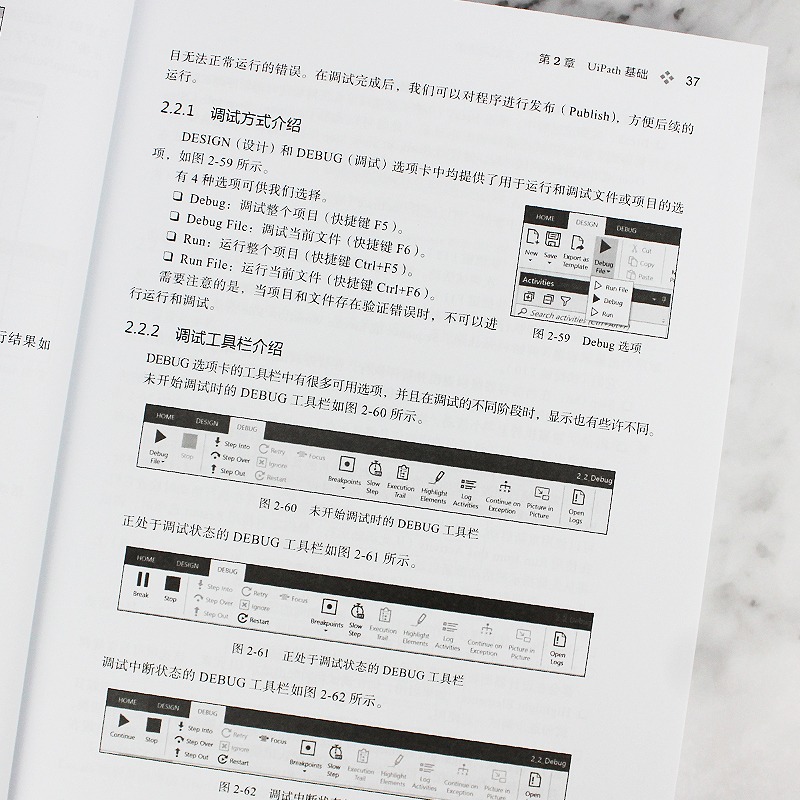 第 2 章 UiPath 基础 37
目无法正常运行的错误。在调试完成后，我们可以对程序进行发布（Publish），方便后续的
运行。
2.2.1 调试方式介绍
DESIGN（设计）和 DEBUG（调试）选项卡中均提供了用于运行和调试文件或项目的选
项，如图 2-59 所示。
有 4 种选项可供我们选择。
❑ Debug：调试整个项目（快捷键 F5）。
❑ Debug File：调试当前文件（快捷键 F6）。
❑ Run：运行整个项目（快捷键 Ctrl+F5）。
❑ Run File：运行当前文件（快捷键 Ctrl+F6）。
需要注意的是，当项目和文件存在验证错误时，不可以进
行运行和调试。
HOME DESIGN DEBUG
New Save Export as Template Debug File
Cut
Copy
Paste
Activities
Run File
Debug
Run
Search activities
图 2-59 Debug 选项
行结果如
2.2.2 调试工具栏介绍
DEBUG 选项卡的工具栏中有很多可用选项，并且在调试的不同阶段时，显示也有些许不同。
未开始调试时的 DEBUG 工具栏如图 2-60 所示。
HOME DESIGN DEBUG 2_2_Debug
Debug File Stop
Step Into Retry Focus
Step Over Ignore
Step Out Restart
Breakpoints Slow Step Execution Trail Highlight Elements Log Activities Continue on Exception Picture in Picture Open Logs
图 2-60 未开始调试时的 DEBUG 工具栏
正处于调试状态的 DEBUG 工具栏如图 2-61 所示。
HOME DESIGN DEBUG 2_2_Debug
Break Stop
Step Into Retry Focus
Step Over Ignore
Step Out Restart
Breakpoints Slow Step Execution Trail Highlight Elements Log Activities Continue on Exception Picture in Picture Open Logs
图 2-61 正处于调试状态的 DEBUG 工具栏
调试中断状态的 DEBUG 工具栏如图 2-62 所示。
HOME DESIGN DEBUG 2_2_Debug
Continue Stop
Step Into Retry Focus
Step Over Ignore
Step Out Restart
Breakpoints Slow Step Execution Trail Highlight Elements Log Activities Continue on Exception Picture in Picture Open
图 2-62 调试中断状态的